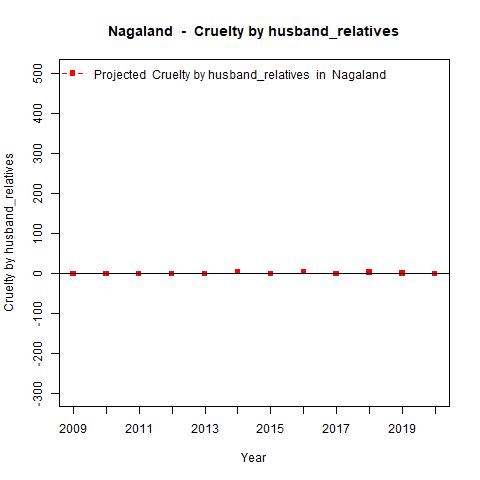 Nagaland - Cruelty by husband_relatives
Projected Cruelty by husband_relatives in Nagaland
Cruelty by husband_relatives
500
400
300
200
100
0
-100
-200
-300
2009 2011 2013 2015 2017 2019
Year